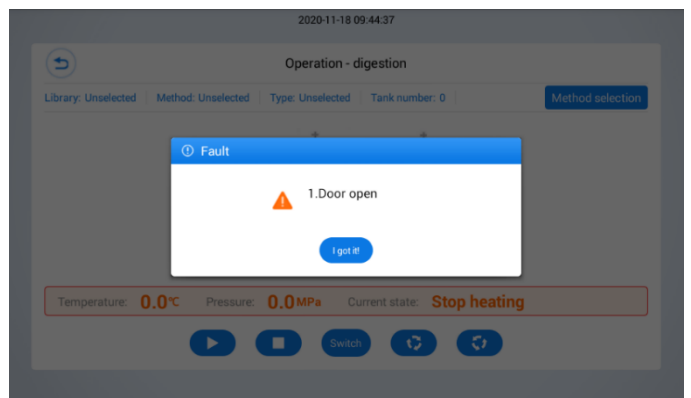 2020-11-18 09:44:37
Operation - digestion
Library: Unselected Method: Unselected Type: Unselected Tank number: 0 Method selection
Fault
1.Door open
I got it!
Temperature: 0.0℃ Pressure: 0.0MPa Current state: Stop heating
Switch